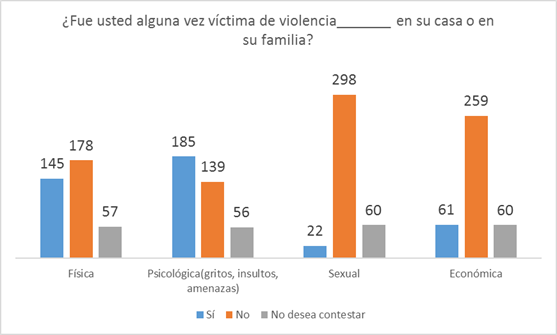 ¿Fue usted alguna vez víctima de violencia_______ en su casa o en
su familia?
298
259
178
185
145
139
57
56
60
61
60
22
Física
Psicológica(gritos, insultos,
amenazas)
Sexual
Económica
Sí
No
No desea contestar